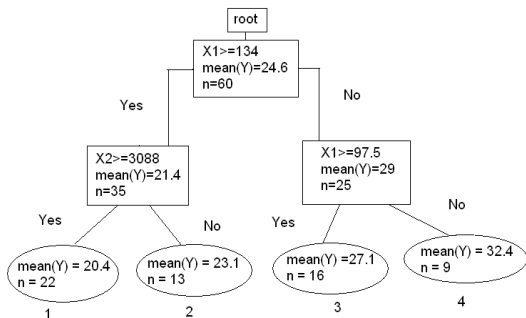 root
X1>=134
mean(Y)=24.6
n=60
Yes
No
X2>=3088
mean(Y)=21.4
n=35
X1>=97.5
mean(Y)=29
n=25
Yes
No
Yes
No
mean(Y) = 20.4
n = 22
mean(Y) = 23.1
n = 13
mean(Y) =27.1
n = 16
mean(Y) = 32.4
n = 9
1
2
3
4